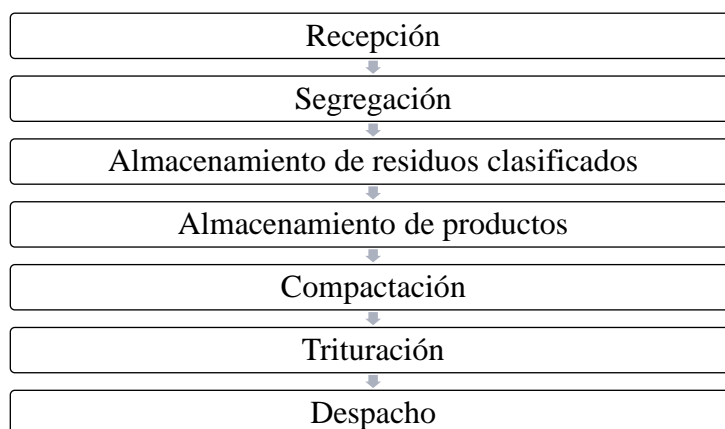 Recepción
Segregación
Almacenamiento de residuos clasificados
Almacenamiento de productos
Compactación
Trituración
Despacho